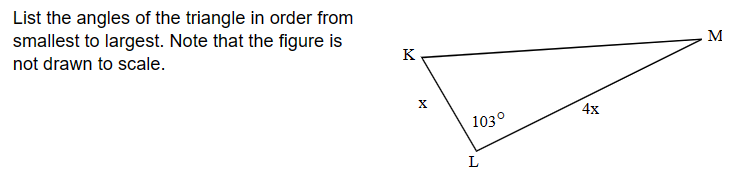 List the angles of the triangle in order from
smallest to largest. Note that the figure is
not drawn to scale.
M
K
x
4x
103°
L